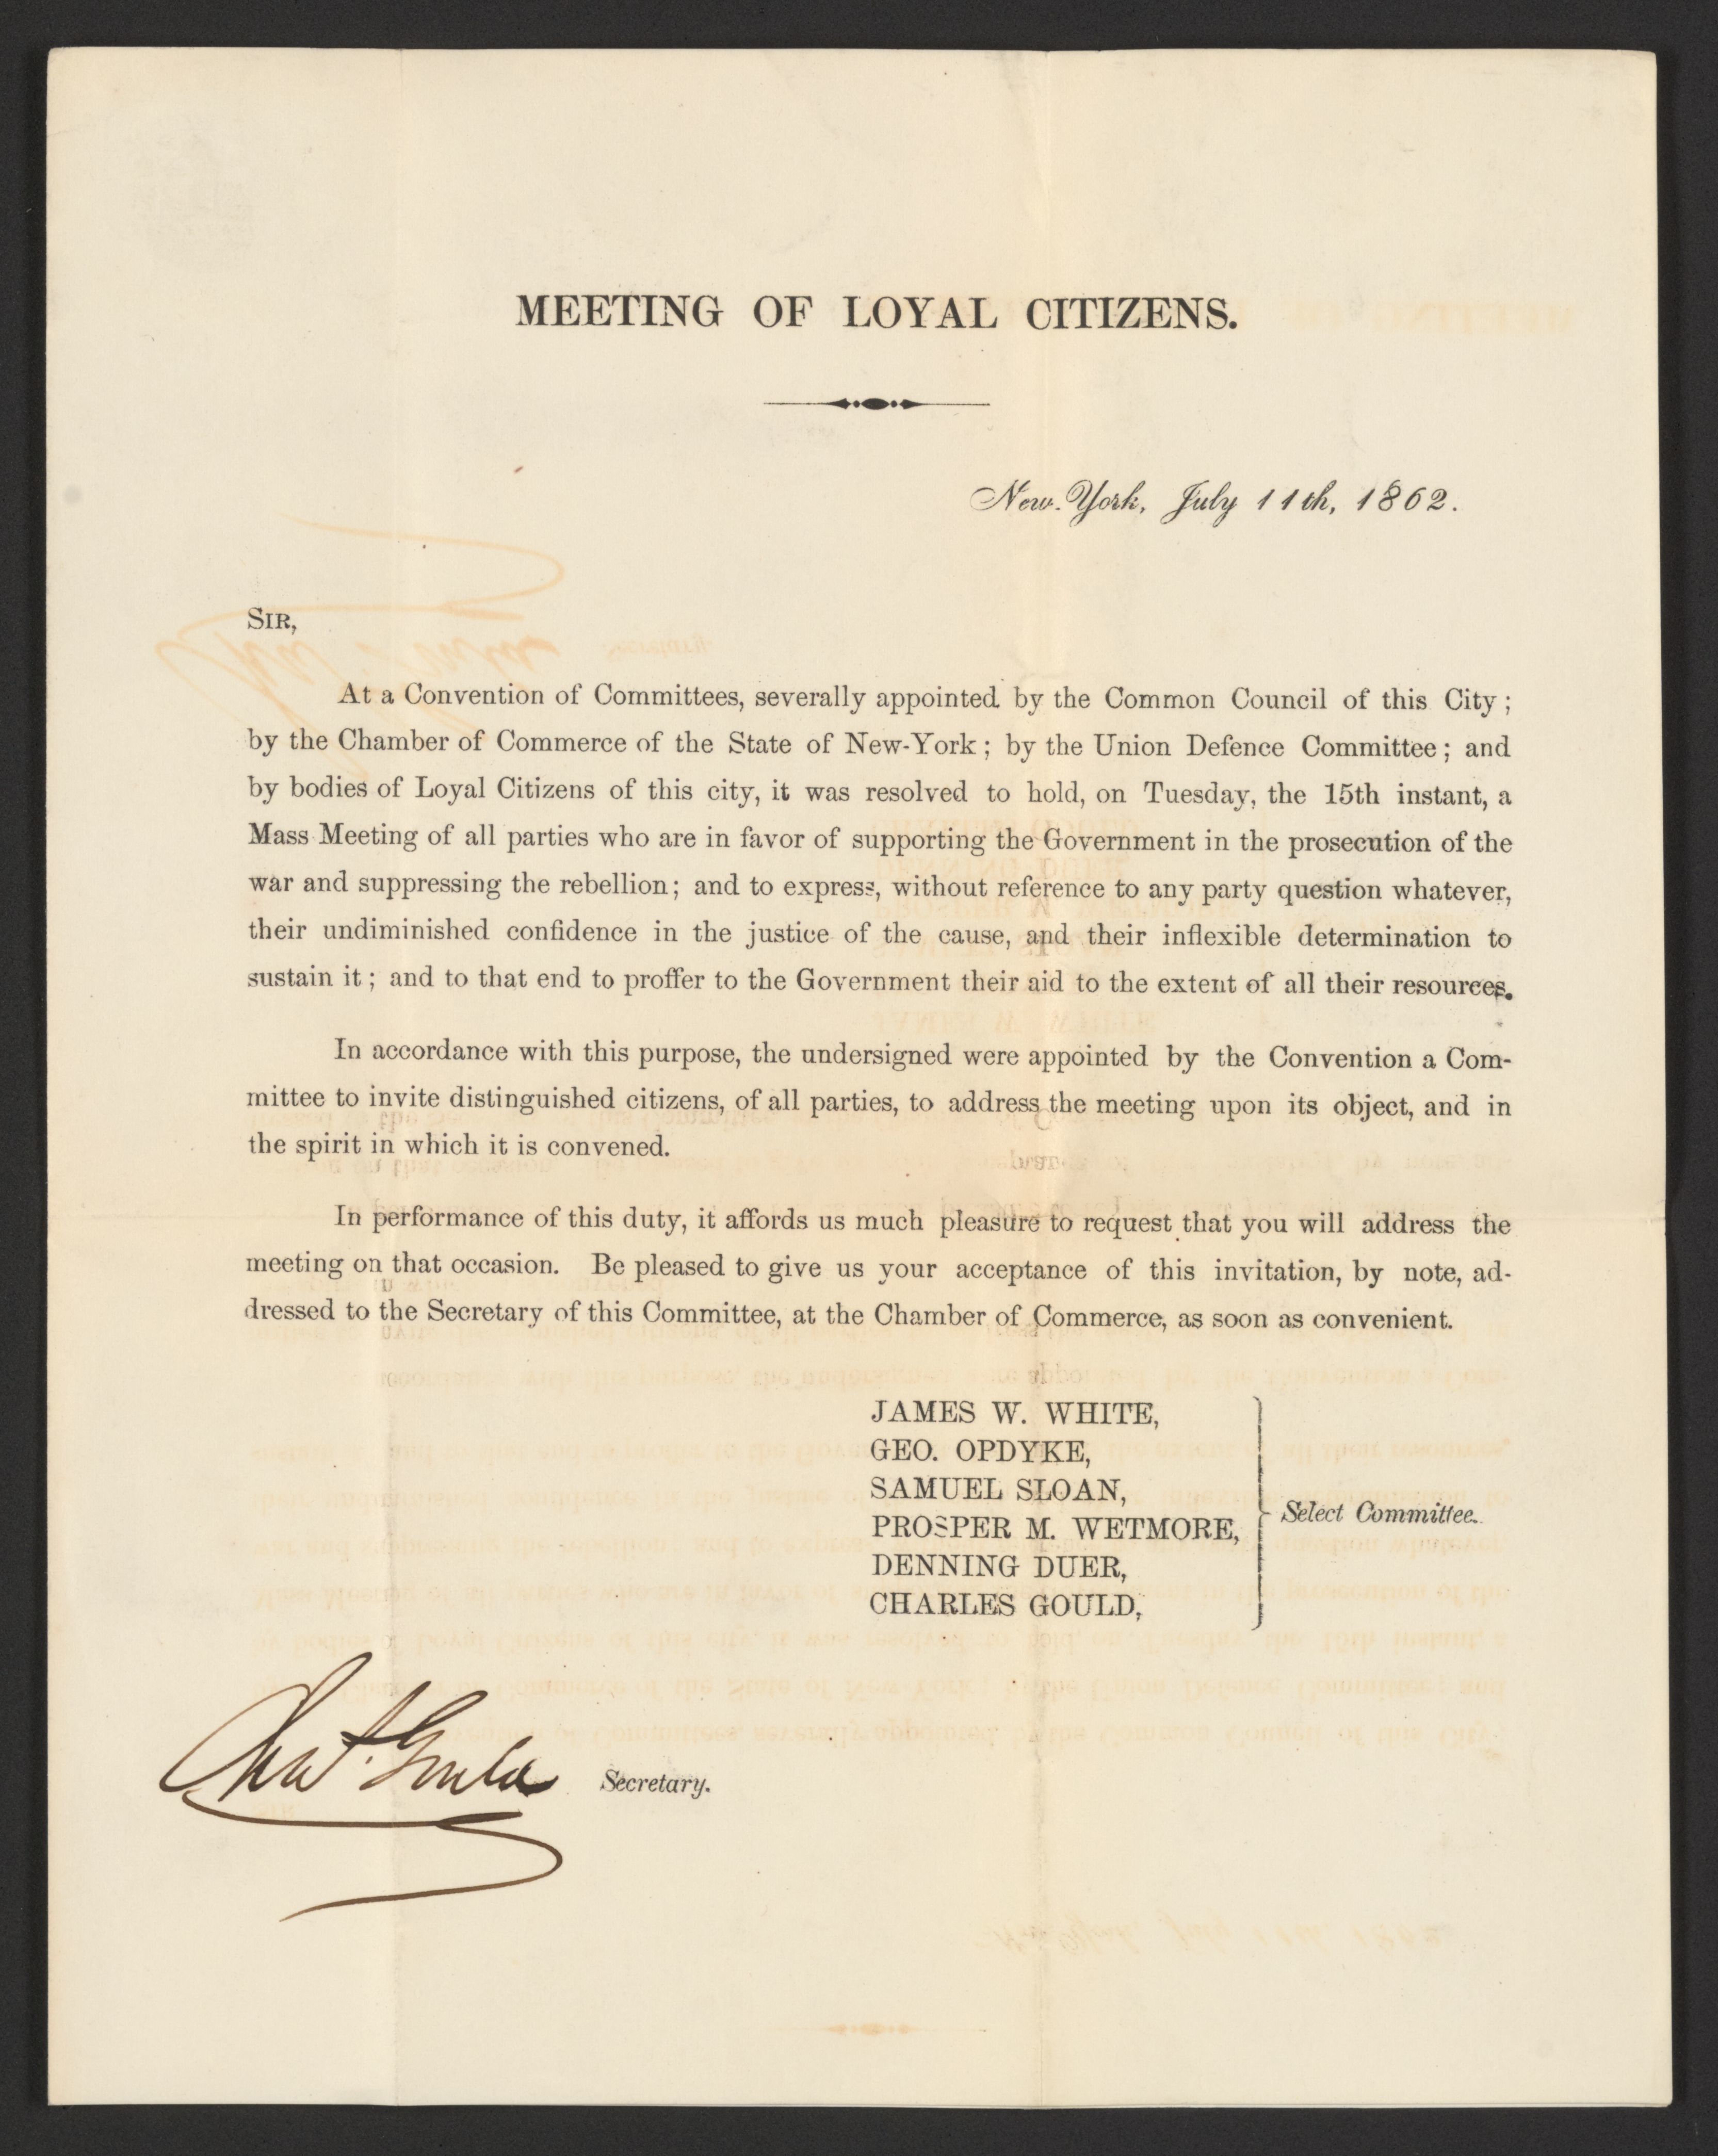 MEETING OF LOYAL CITIZENS.
New-York, July 11th, 1862.
SIR,
At a Convention of Committees, severally appointed by the Common Council of this City;
by the Chamber of Commerce of the State of New-York; by the Union Defence Committee; and
by bodies of Loyal Citizens of this city, it was resolved to hold, on Tuesday, the 15th instant, a
Mass Meeting of all parties who are in favor of supporting the Government in the prosecution of the
war and suppressing the rebellion; and to express, without reference to any party question whatever,
their undiminished confidence in the justice of the cause, and their inflexible determination to
sustain it; and to that end to proffer to the Government their aid to the extent of all their resources.
In accordance with this purpose, the undersigned were appointed by the Convention a Com-
mittee to invite distinguished citizens, of all parties, to address the meeting upon its object, and in
the spirit in which it is convened.
In performance of this duty, it affords us much pleasure to request that you will address the
meeting on that occasion. Be pleased to give us your acceptance of this invitation, by note, ad-
dressed to the Secretary of this Committee, at the Chamber of Commerce, as soon as convenient.
JAMES W. WHITE,
GEO. OPDYKE,
SAMUEL SLOAN,
PROSPER M. WETMORE,
DENNING DUER,
CHARLES GOULD,
Select Committee.
Chas. Gould Secretary.